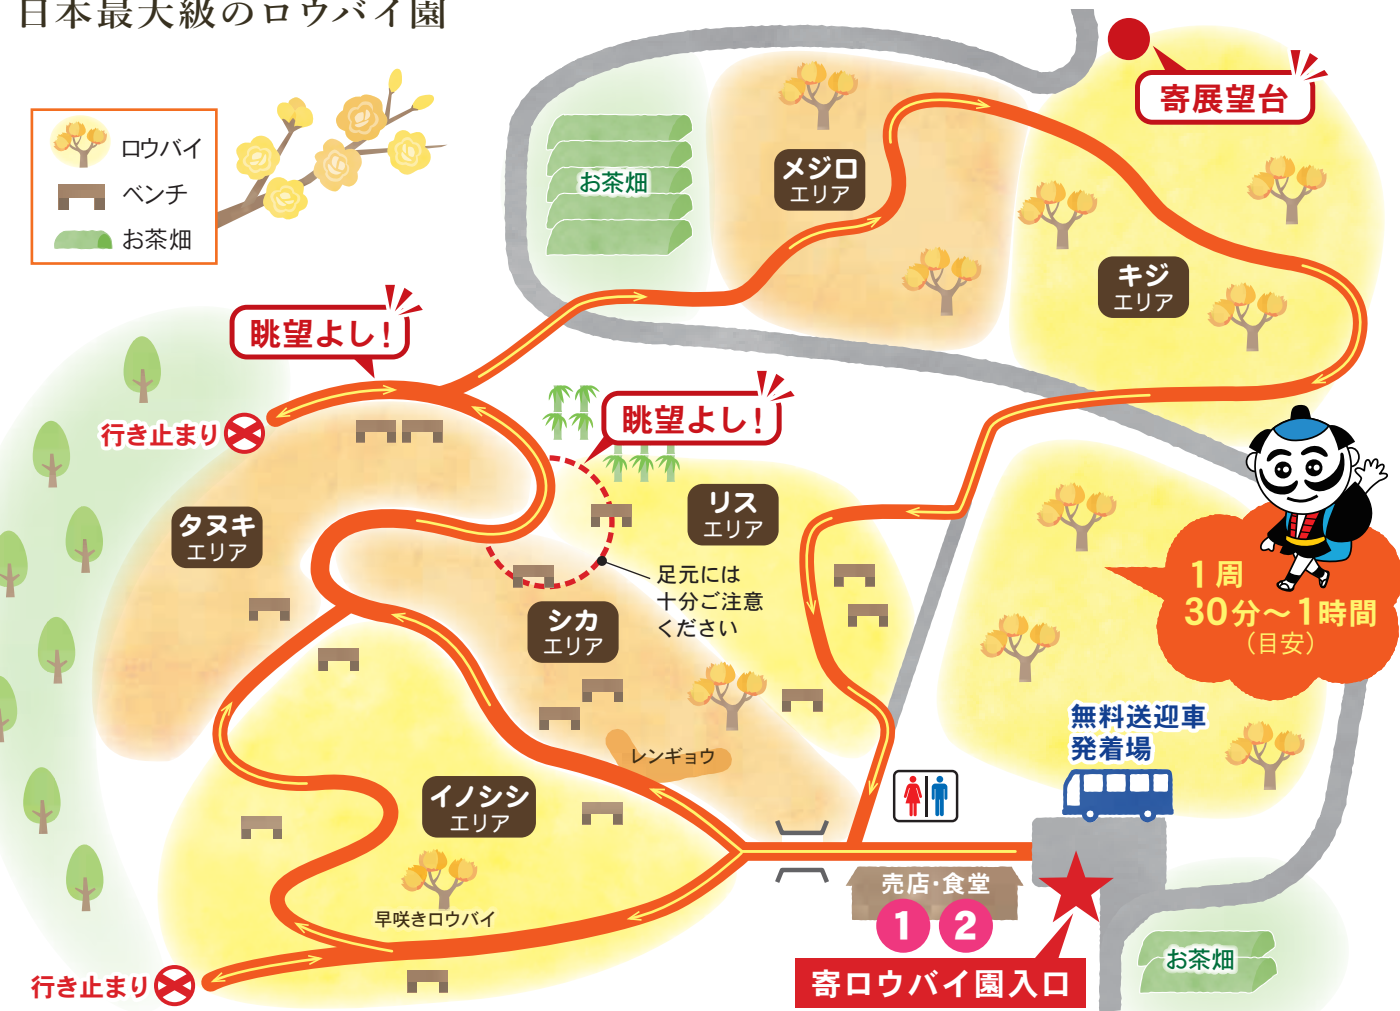 日本最大級のロウバイ園
ロウバイ
ベンチ
お茶畑
お茶畑
メジロ
エリア
寄展望台
キジ
エリア
眺望よし！
行き止まり
眺望よし！
タヌキ
エリア
リス
エリア
足元には
十分ご注意
ください
シカ
エリア
レンギョウ
1周
30分～1時間
（目安）
無料送迎車
発着場
イノシシ
エリア
早咲きロウバイ
売店・食堂
1 2
行き止まり
寄ロウバイ園入口
お茶畑